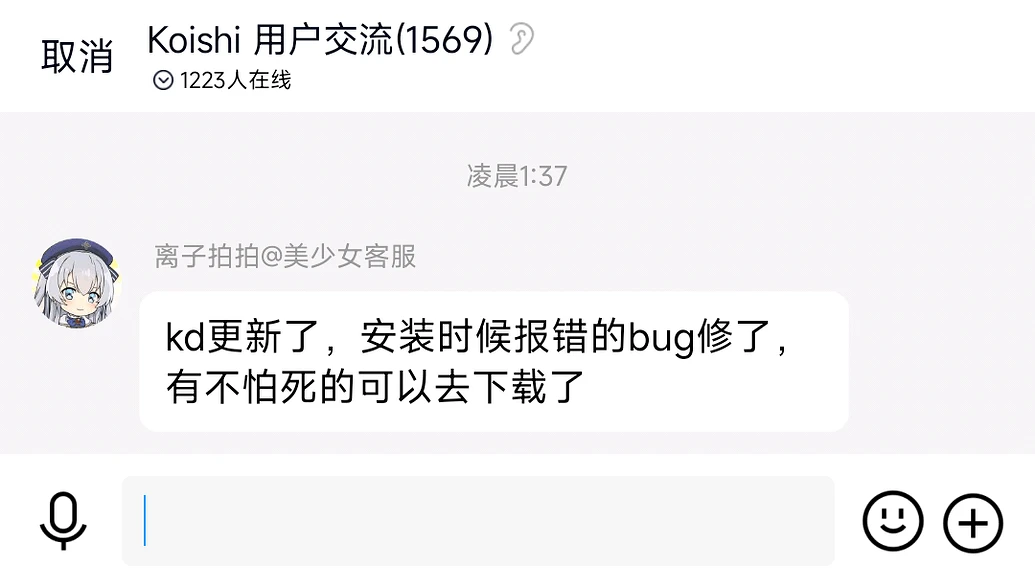 取消
Koishi 用户交流(1569)
1223人在线
凌晨1:37
离子拍拍@美少女客服
kd更新了，安装时候报错的bug修了，
有不怕死的可以去下载了